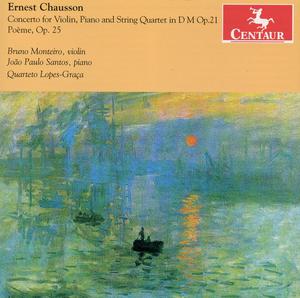 Ernest Chausson
Concerto for Violin, Piano and String Quartet in D M Op.21
Poème, Op. 25
Bruno Monteiro, violin
João Paulo Santos, piano
Quarteto Lopes-Graça
CENTAUR